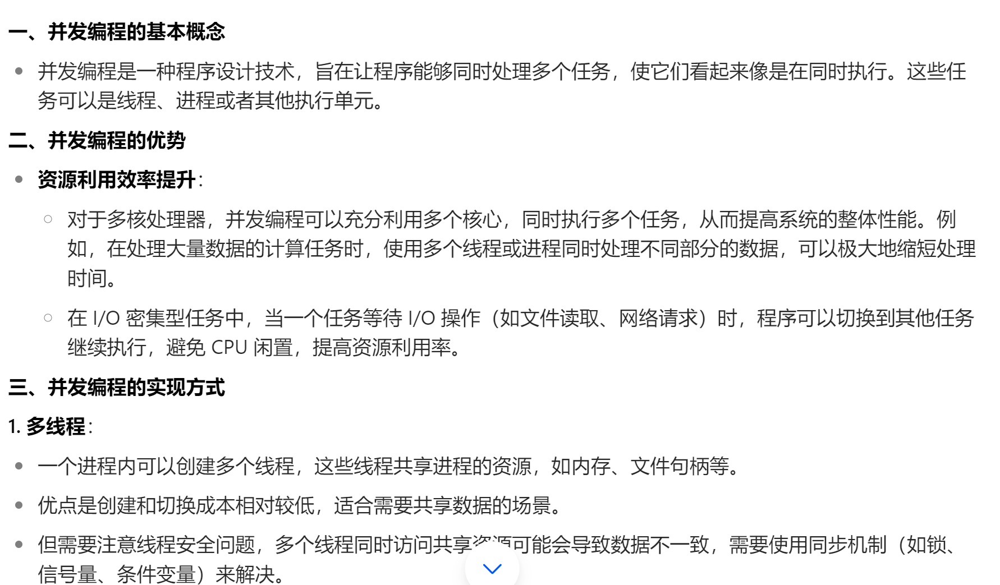 一、并发编程的基本概念
并发编程是一种程序设计技术，旨在让程序能够同时处理多个任务，使它们看起来像是在同时执行。这些任
务可以是线程、进程或者其他执行单元。
二、并发编程的优势
资源利用效率提升：
对于多核处理器，并发编程可以充分利用多个核心，同时执行多个任务，从而提高系统的整体性能。例
如，在处理大量数据的计算任务时，使用多个线程或进程同时处理不同部分的数据，可以极大地缩短处理
时间。
在 I/O 密集型任务中，当一个任务等待 I/O 操作（如文件读取、网络请求）时，程序可以切换到其他任务
继续执行，避免 CPU 闲置，提高资源利用率。
三、并发编程的实现方式
1. 多线程：
一个进程内可以创建多个线程，这些线程共享进程的资源，如内存、文件句柄等。
优点是创建和切换成本相对较低，适合需要共享数据的场景。
但需要注意线程安全问题，多个线程同时访问共享资源可能会导致数据不一致，需要使用同步机制（如锁、
信号量、条件变量）来解决。